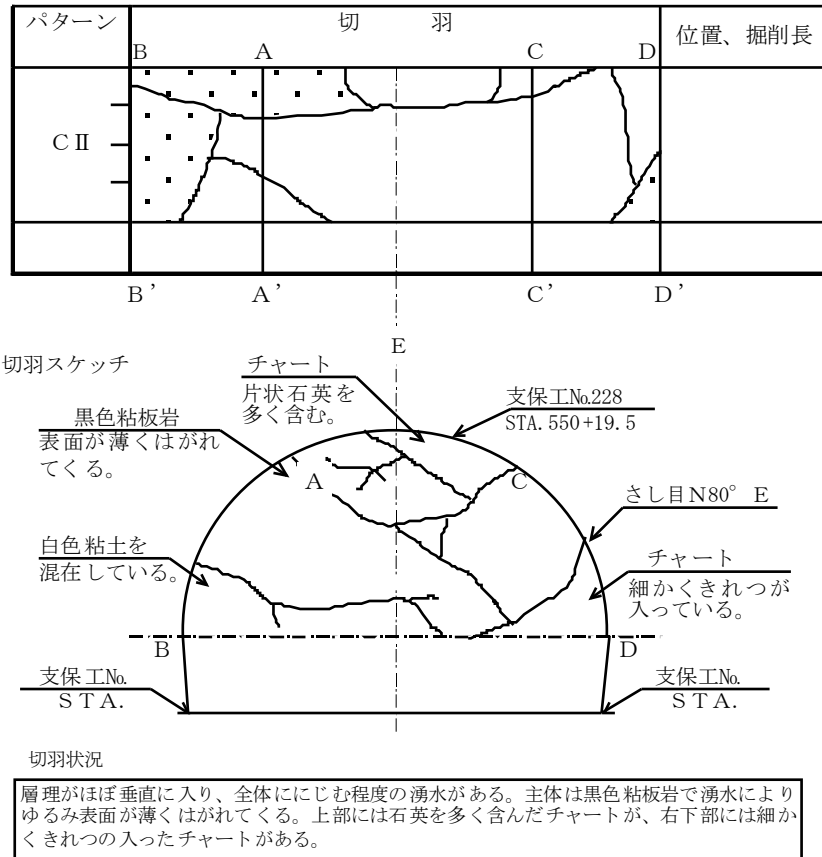 パターン
切 羽
位置、掘削長
B
A
C
D
CⅡ
B’
A’
C’
D’
E
切羽スケッチ
チャート
片状石英を
多く含む。
支保工№228
STA.550+19.5
黒色粘板岩
表面が薄くはがれ
てくる。
A
C
さし目N80° E
白色粘土を
混在している。
チャート
細かくきれつが
入っている。
B
D
支保工№
STA.
支保工№
STA.
切羽状況
層理がほぼ垂直に入り、全体ににじむ程度の湧水がある。主体は黒色粘板岩で湧水により
ゆるみ表面が薄くはがれてくる。上部には石英を多く含んだチャートが、右下部には細か
くきれつの入ったチャートがある。